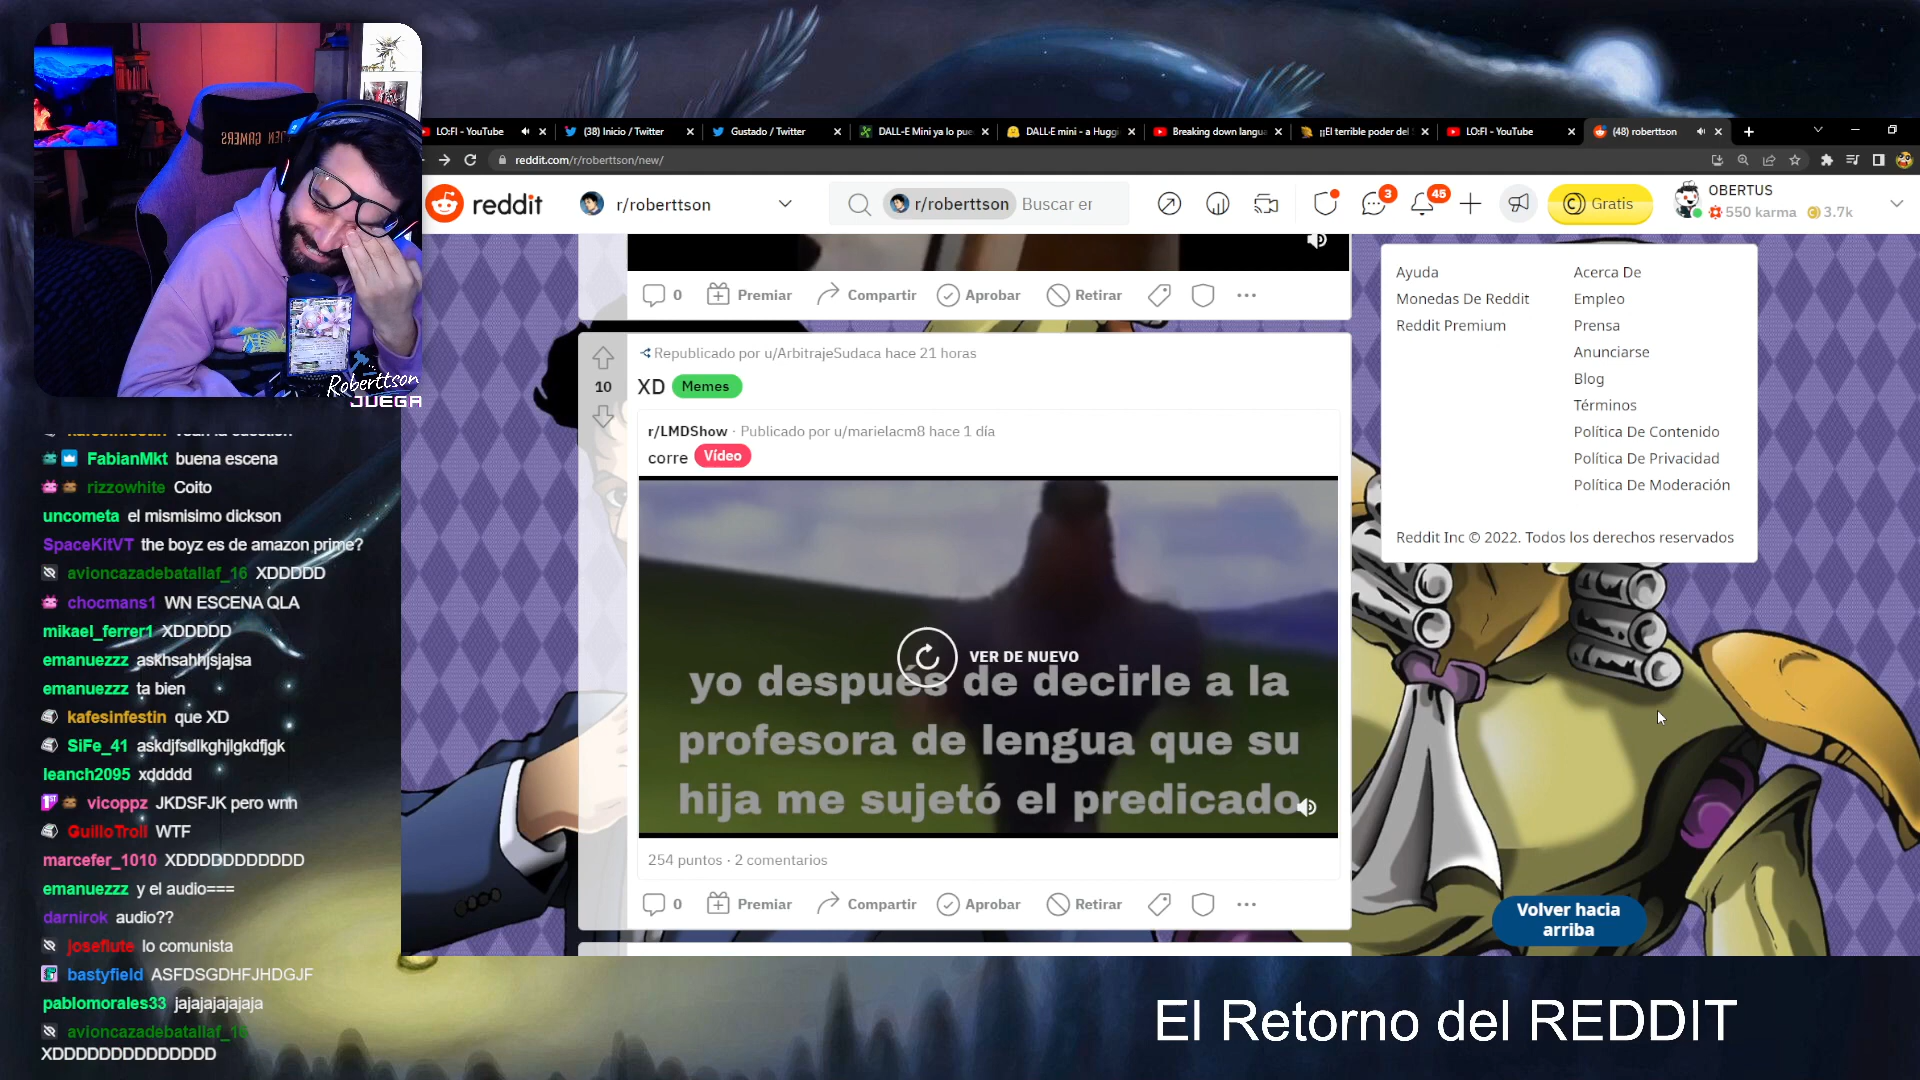 LO:FI - YouTube
(38) Inicio / Twitter
Gustado / Twitter
DALL-E Mini ya lo pue
DALL·E mini - a Huggi
Breaking down langua
¡¡El terrible poder del
LO:FI - YouTube
(48) roberttson
reddit.com/r/roberttson/new/
reddit
r/roberttson
r/roberttson
Buscar en
3
45
Gratis
OBERTUS
550 karma
3.7k
0
Premiar
Compartir
Aprobar
Retirar
Republicado por u/ArbitrajeSudaca hace 21 horas
10
XD
Memes
r/LMDShow · Publicado por u/marielacm8 hace 1 día
corre
Vídeo
VER DE NUEVO
yo después de decirle a la
profesora de lengua que su
hija me sujetó el predicado
254 puntos · 2 comentarios
0
Premiar
Compartir
Aprobar
Retirar
Ayuda
Monedas De Reddit
Reddit Premium
Acerca De
Empleo
Prensa
Anunciarse
Blog
Términos
Política De Contenido
Política De Privacidad
Política De Moderación
Reddit Inc © 2022. Todos los derechos reservados
Volver hacia
arriba
Roberttson
JUEGA
FabianMkt buena escena
rizzowhite Coito
uncometa el mismisimo dickson
SpaceKitVT the boyz es de amazon prime?
avioncazadebatallaf_16 XDDDDD
chocmans1 WN ESCENA QLA
mikael_ferrer1 XDDDDD
emanuezzz askhsahhjsjajsa
emanuezzz ta bien
kafesinfestin que XD
SiFe_41 askdjfsdlkghjlgkdfjgk
leanch2095 xddddd
vicoppz JKDSFJK pero wnn
GuilloTroll WTF
marcefer_1010 XDDDDDDDDDDD
emanuezzz y el audio===
darnirok audio??
joseflute lo comunista
bastyfield ASFDSGDHFJHDGJF
pablomorales33 jajajajajajaja
avioncazadebatallaf_16
XDDDDDDDDDDDDDD
El Retorno del REDDIT